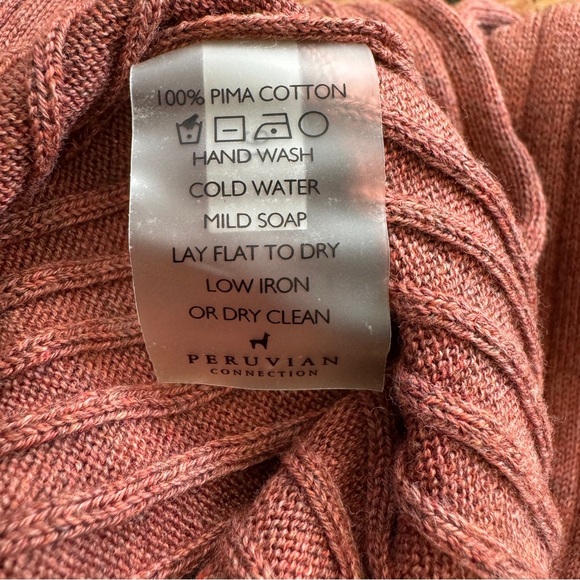 100% PIMA COTTON
HAND WASH
COLD WATER
MILD SOAP
LAY FLAT TO DRY
LOW IRON
OR DRY CLEAN
PERUVIAN
CONNECTION